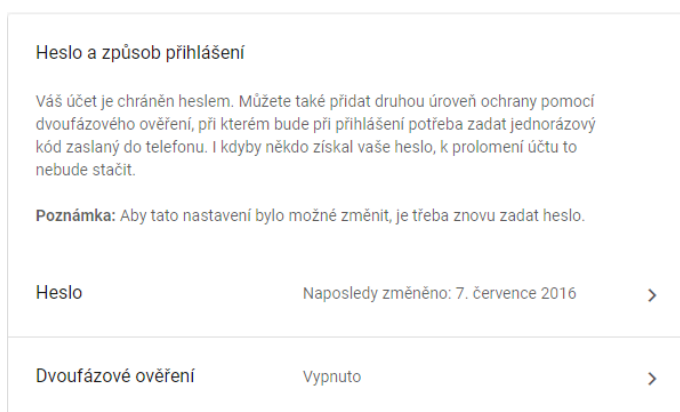 Heslo a způsob přihlášení
Váš účet je chráněn heslem. Můžete také přidat druhou úroveň ochrany pomocí
dvoufázového ověření, při kterém bude při přihlášení potřeba zadat jednorázový
kód zaslaný do telefonu. I kdyby někdo získal vaše heslo, k prolomení účtu to
nebude stačit.
Poznámka: Aby tato nastavení bylo možné změnit, je třeba znovu zadat heslo.
Heslo Naposledy změněno: 7. července 2016
Dvoufázové ověření Vypnuto